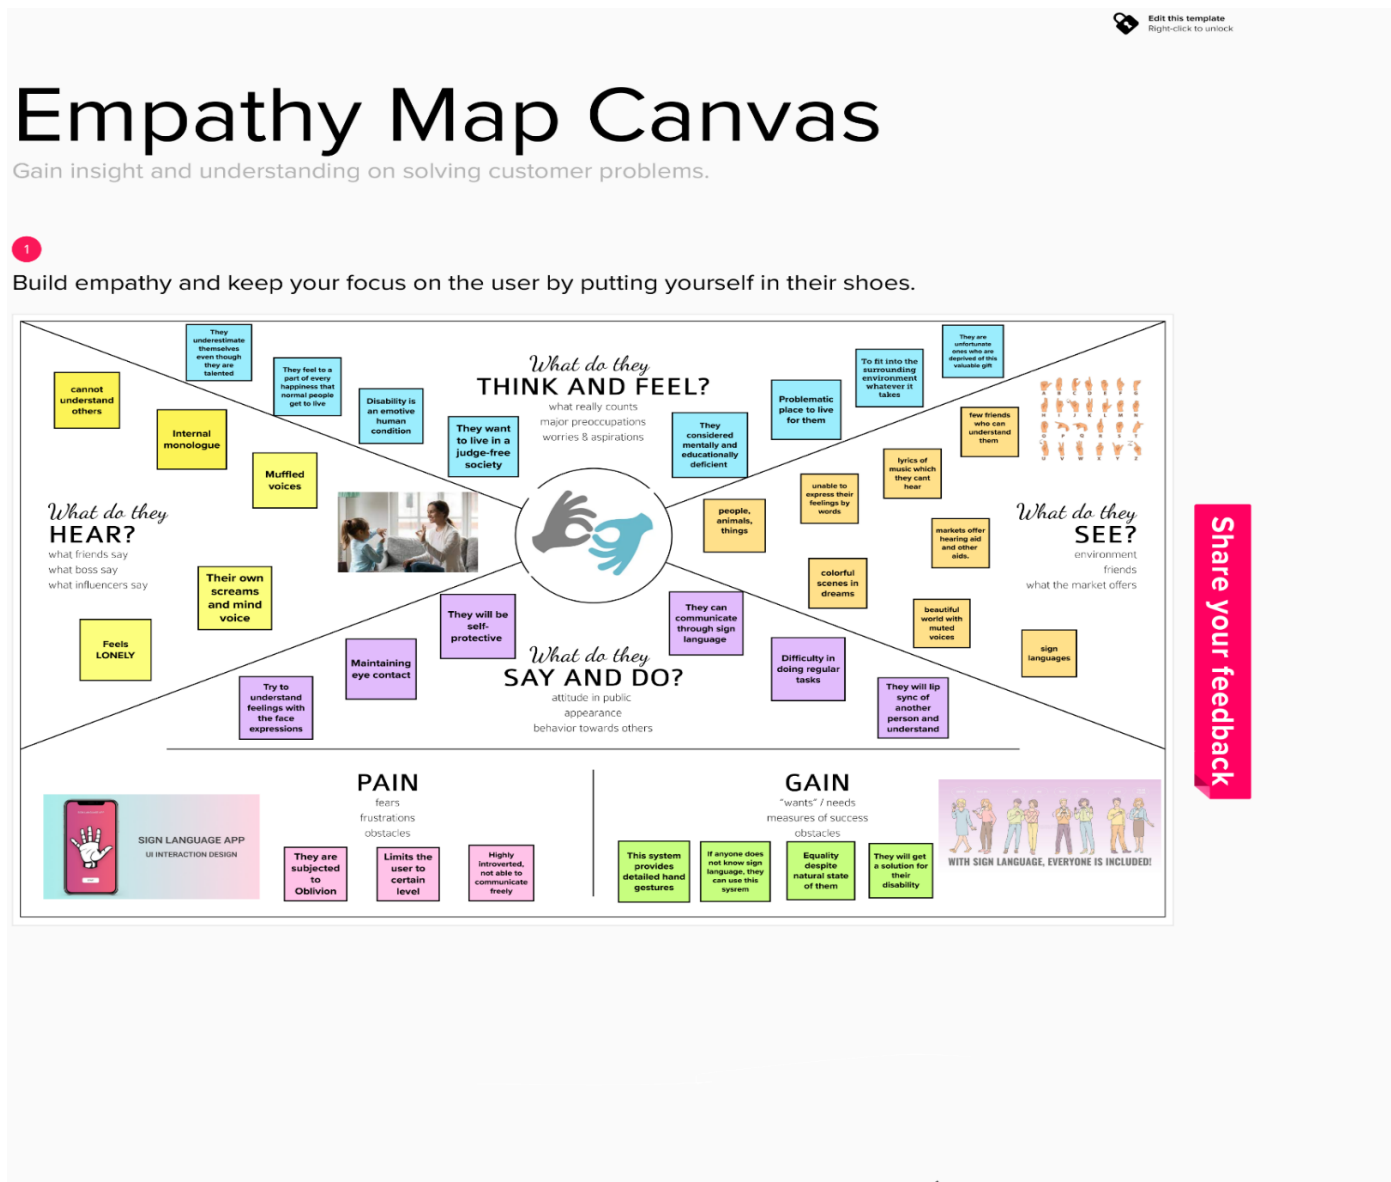 Edit this template
Right-click to unlock
Empathy Map Canvas
Gain insight and understanding on solving customer problems.
1
Build empathy and keep your focus on the user by putting yourself in their shoes.
They
underestimate
themselves
even though
they are
talented
They feel to a
part of every
happiness that
normal people
get to live
Disability is
an emotive
human
condition
They want
to live in a
judge-free
society
What do they
THINK AND FEEL?
what really counts
major preoccupations
worries & aspirations
They
considered
mentally and
educationally
deficient
Problematic
place to live
for them
To fit into the
surrounding
environment
whatever it
takes
They are
unfortunate
ones who are
deprived of this
valuable gift
cannot
understand
others
Internal
monologue
Muffled
voices
What do they
HEAR?
what friends say
what boss say
what influencers say
Their own
screams
and mind
voice
Feels
LONELY
few friends
who can
understand
them
lyrics of
music which
they cant
hear
unable to
express their
feelings by
words
people,
animals,
things
What do they
SEE?
environment
friends
what the market offers
markets offer
hearing aid
and other
aids.
colorful
scenes in
dreams
beautiful
world with
muted
voices
sign
languages
They will be
self-
protective
Maintaining
eye contact
Try to
understand
feelings with
the face
expressions
What do they
SAY AND DO?
attitude in public
appearance
behavior towards others
They can
communicate
through sign
language
Difficulty in
doing regular
tasks
They will lip
sync of
another
person and
understand
Share your feedback
PAIN
fears
frustrations
obstacles
SIGN LANGUAGE APP
UI INTERACTION DESIGN
They are
subjected
to
Oblivion
Limits the
user to
certain
level
Highly
introverted,
not able to
communicate
freely
GAIN
"wants" / needs
measures of success
obstacles
This system
provides
detailed hand
gestures
If anyone does
not know sign
language, they
can use this
sysrem
Equality
despite
natural state
of them
They will get
a solution for
their
disability
WITH SIGN LANGUAGE, EVERYONE IS INCLUDED!